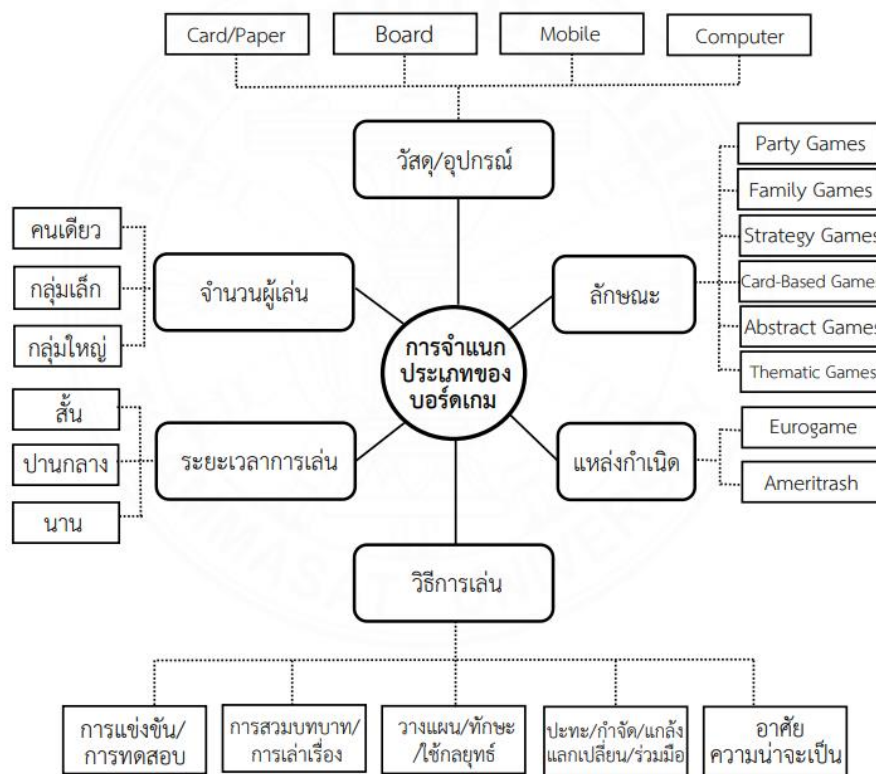 Card/Paper
Board
Mobile
Computer
วัสดุ/อุปกรณ์
Party Games
Family Games
Strategy Games
Card-Based Games
Abstract Games
Thematic Games
ลักษณะ
คนเดียว
กลุ่มเล็ก
กลุ่มใหญ่
จำนวนผู้เล่น
การจำแนก
ประเภทของ
บอร์ดเกม
สั้น
ปานกลาง
นาน
ระยะเวลาการเล่น
แหล่งกำเนิด
Eurogame
Ameritrash
วิธีการเล่น
การแข่งขัน/
การทดสอบ
การสวมบทบาท/
การเล่าเรื่อง
วางแผน/ทักษะ
/ใช้กลยุทธ์
ปะทะ/กำจัด/แกล้ง
แลกเปลี่ยน/ร่วมมือ
อาศัย
ความน่าจะเป็น